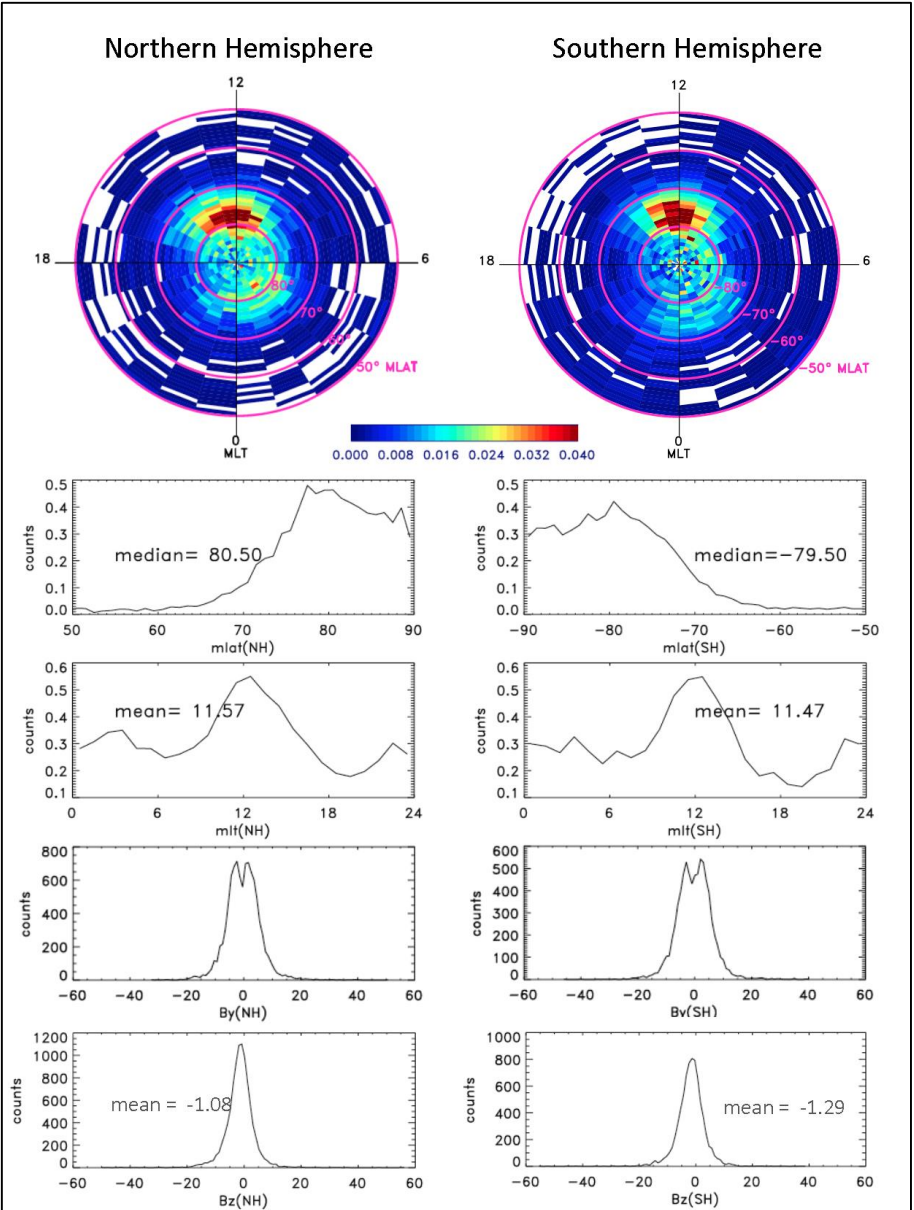 Northern Hemisphere Southern Hemisphere
12 12
18 6 18 6
80° -80°
70° -70°
60° -60°
50° MLAT -50° MLAT
0 0
MLT MLT
0.000 0.008 0.016 0.024 0.032 0.040
0.5 0.5
0.4 0.4
0.3 0.3
0.2 0.2
0.1 0.1
0.0 0.0
counts counts
median= 80.50 median=-79.50
50 60 70 80 90 -90 -80 -70 -60 -50
mlat(NH) mlat(SH)
0.6 0.6
0.5 0.5
0.4 0.4
0.3 0.3
0.2 0.2
0.1 0.1
counts counts
mean= 11.57 mean= 11.47
0 6 12 18 24 0 6 12 18 24
mlt(NH) mlt(SH)
800 600
600 500
400 400
200 300
0 200
100
0
counts counts
-60 -40 -20 0 20 40 60 -60 -40 -20 0 20 40 60
By(NH) By(SH)
1200 1000
1000 800
800 600
600 400
400 200
200 0
0
counts counts
mean = -1.08 mean = -1.29
-60 -40 -20 0 20 40 60 -60 -40 -20 0 20 40 60
Bz(NH) Bz(SH)